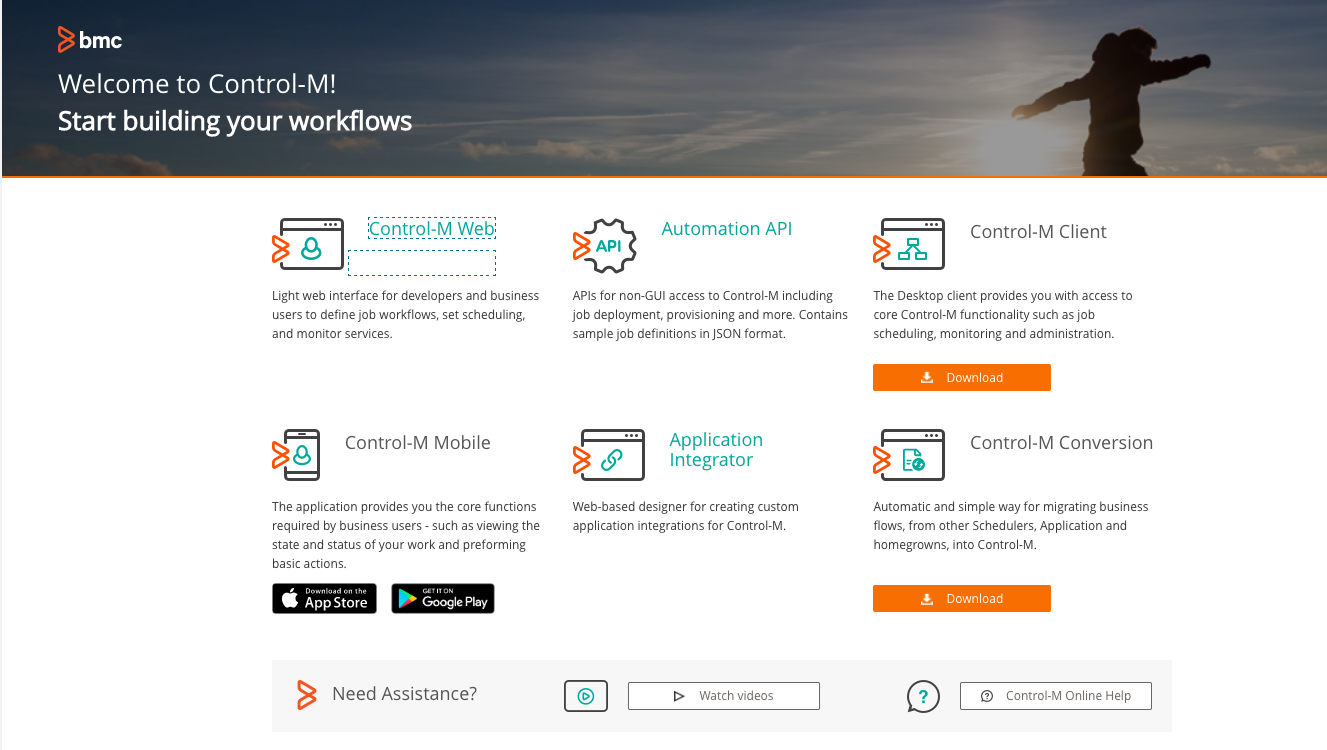 bmc
Welcome to Control-M!
Start building your workflows
Control-M Web
Light web interface for developers and business
users to define job workflows, set scheduling,
and monitor services.
API
Automation API
APIs for non-GUI access to Control-M including
job deployment, provisioning and more. Contains
sample job definitions in JSON format.
Control-M Client
The Desktop client provides you with access to
core Control-M functionality such as job
scheduling, monitoring and administration.
Download
Control-M Mobile
The application provides you the core functions
required by business users - such as viewing the
state and status of your work and preforming
basic actions.
Download on the
App Store
GET IT ON
Google Play
Application
Integrator
Web-based designer for creating custom
application integrations for Control-M.
Control-M Conversion
Automatic and simple way for migrating business
flows, from other Schedulers, Application and
homegrowns, into Control-M.
Download
Need Assistance?
Watch videos
?
Control-M Online Help